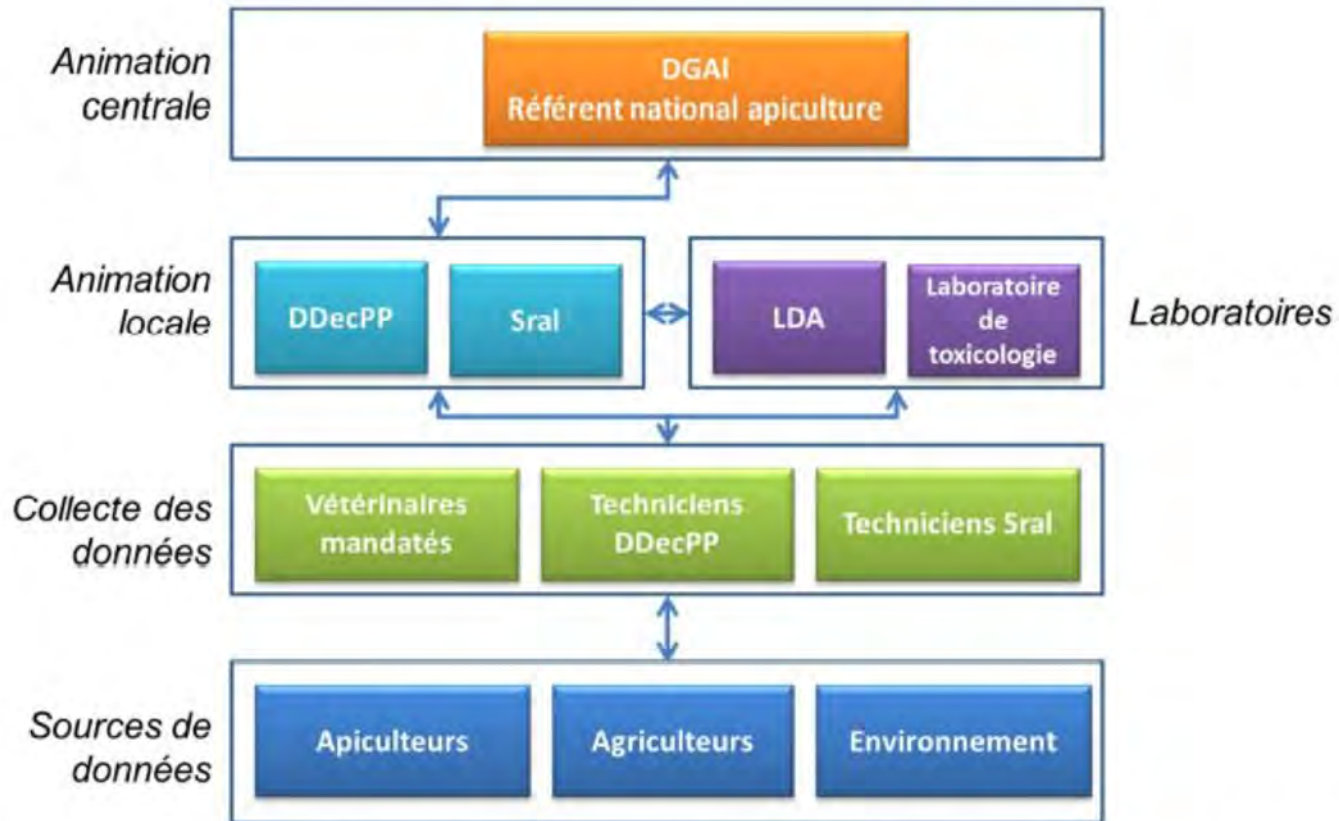 Animation
centrale
DGAl
Référent national apiculture
Animation
locale
DDecPP
Sral
LDA
Laboratoire
de
toxicologie
Laboratoires
Collecte des
données
Vétérinaires
mandatés
Techniciens
DDecPP
Techniciens Sral
Sources de
données
Apiculteurs
Agriculteurs
Environnement